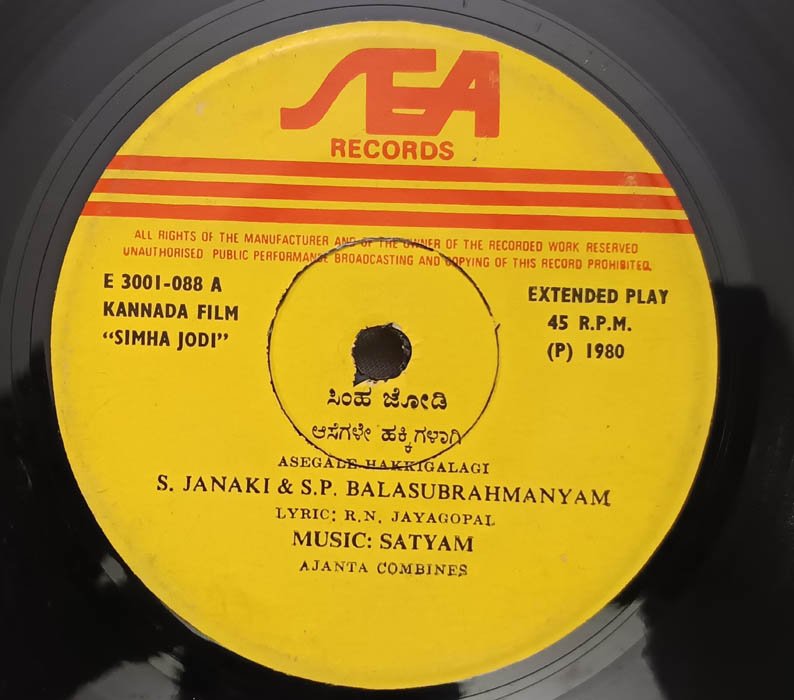 SEA
RECORDS
ALL RIGHTS OF THE MANUFACTURER AND OF THE OWNER OF THE RECORDED WORK RESERVED
UNAUTHORISED PUBLIC PERFORMANCE BROADCASTING AND COPYING OF THIS RECORD PROHIBITED.
E 3001-088 A
KANNADA FILM
“SIMHA JODI”
EXTENDED PLAY
45 R.P.M.
(P) 1980
ಸಿಂಹ ಜೋಡಿ
ಆಸೆಗಳೇ ಹಕ್ಕಿಗಳಾಗಿ
ASEGALE HAKKIGALAGI
S. JANAKI & S.P. BALASUBRAHMANYAM
LYRIC: R.N. JAYAGOPAL
MUSIC: SATYAM
AJANTA COMBINES